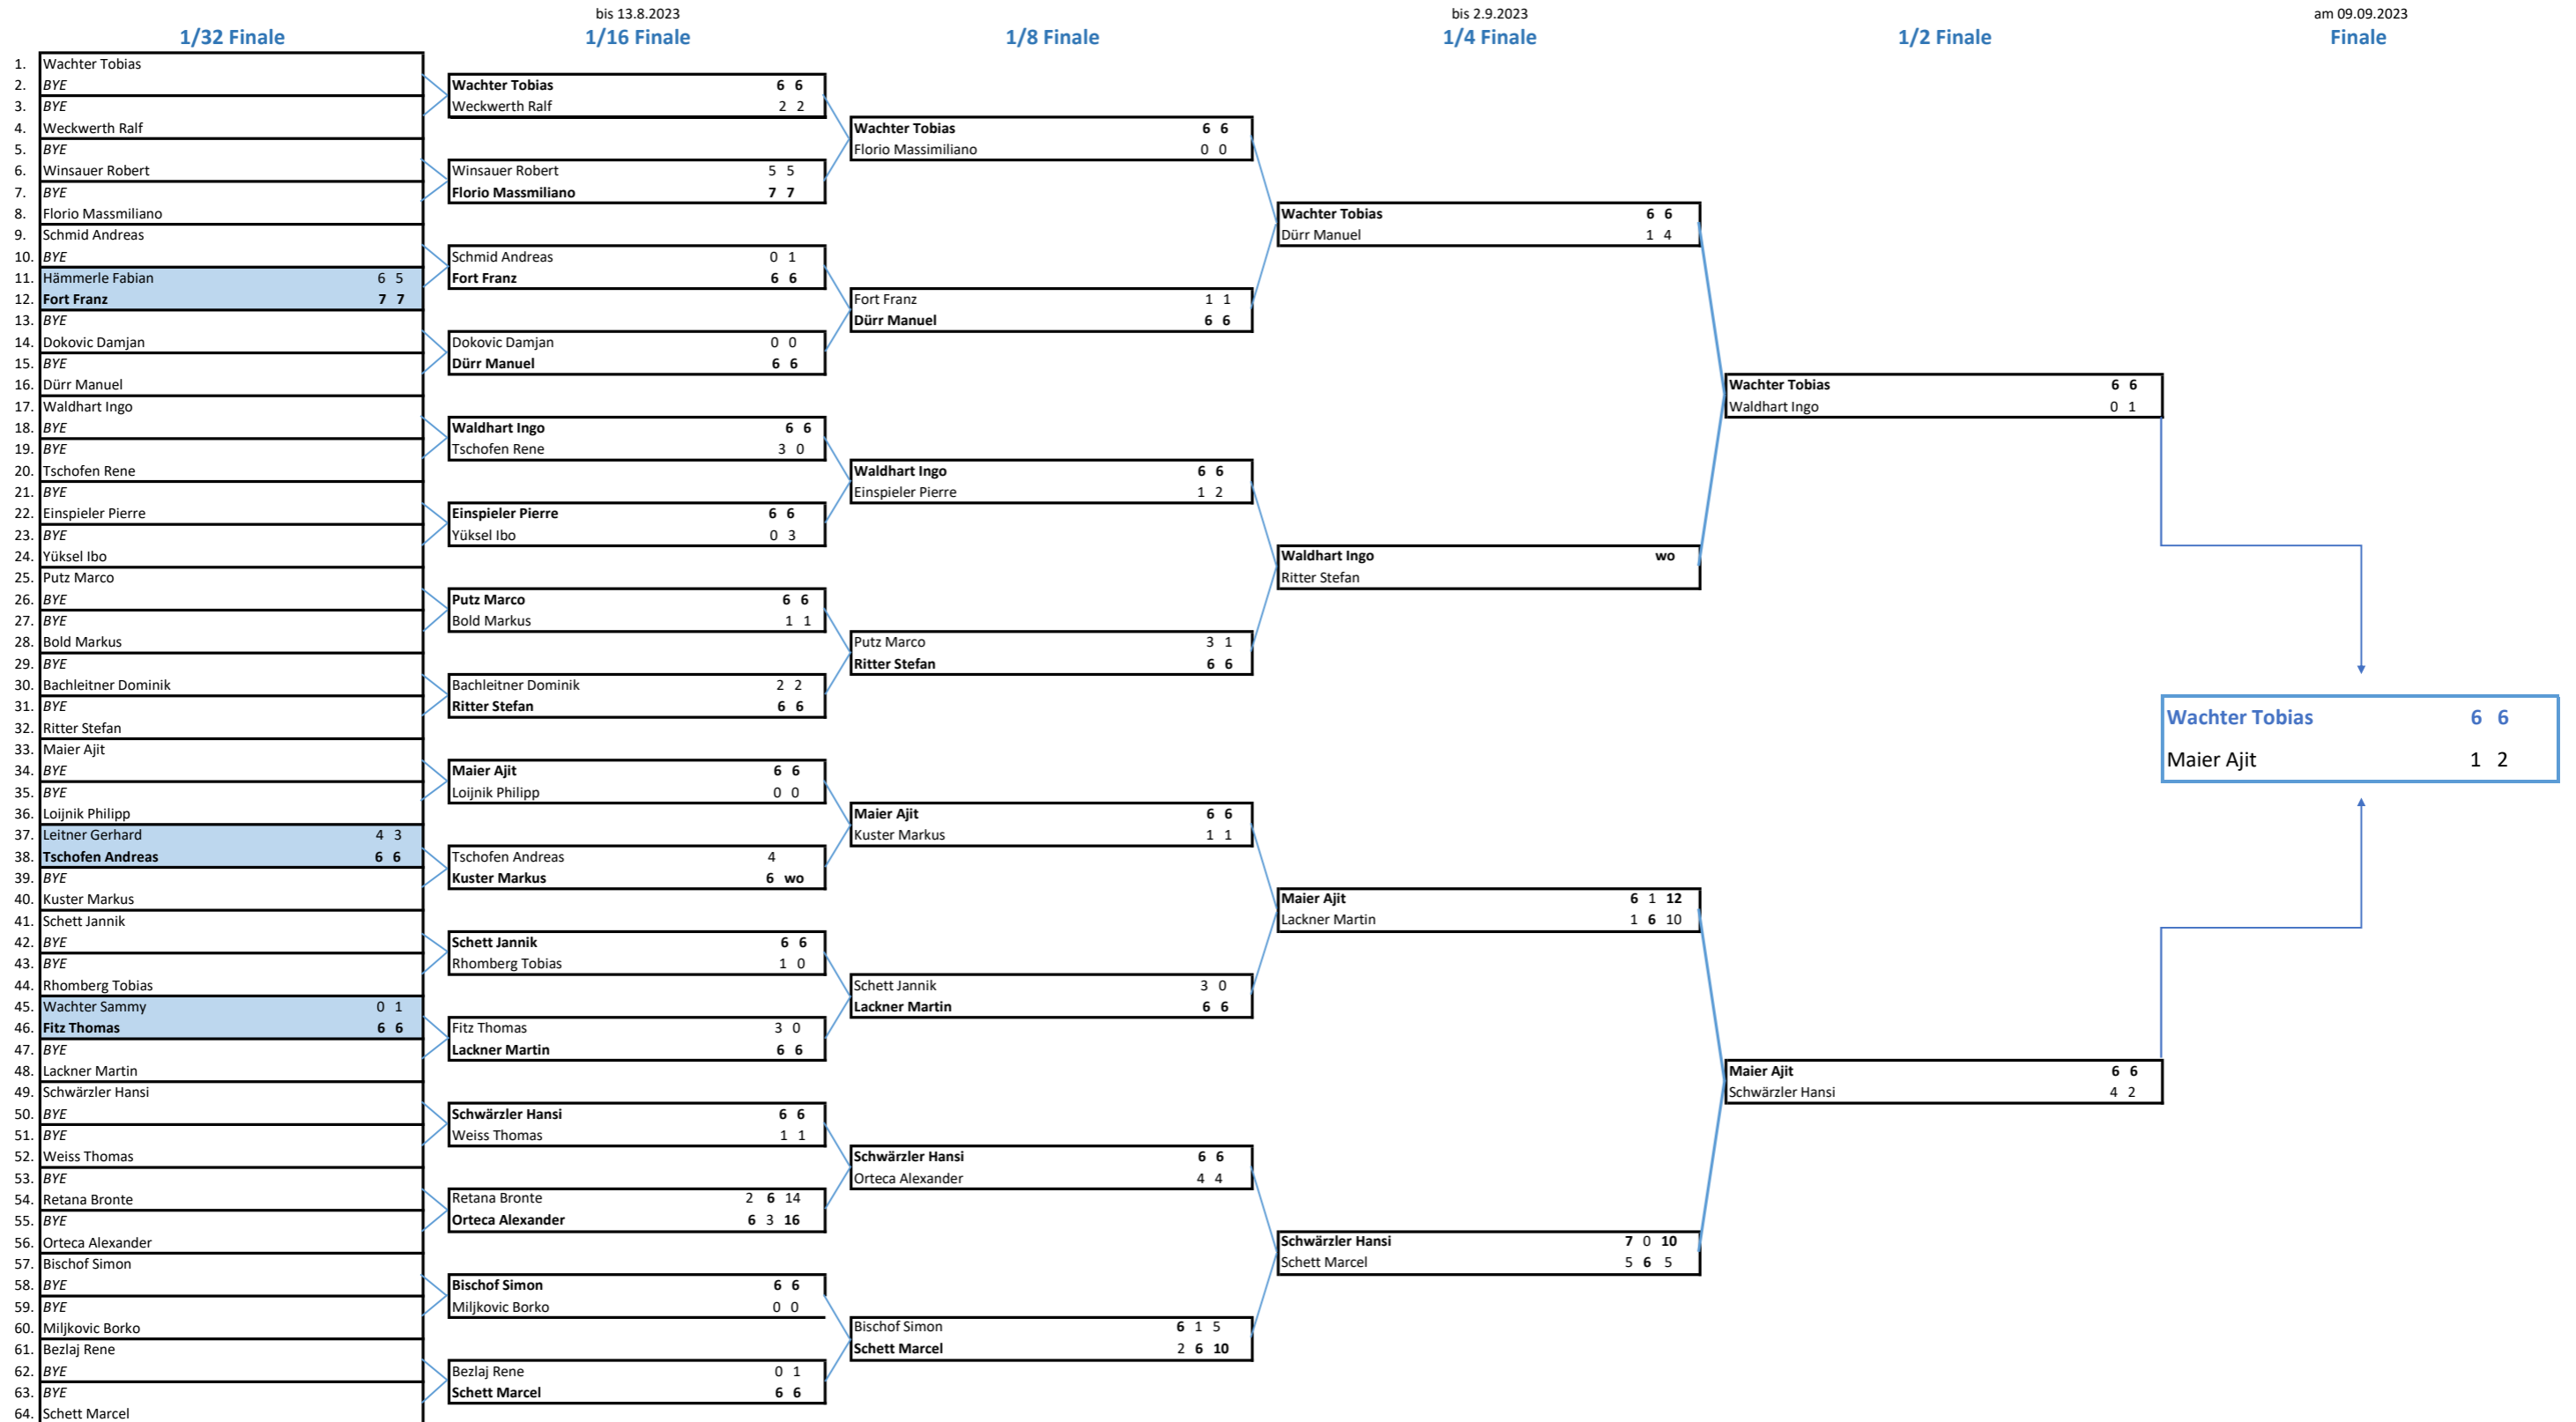 bis 13.8.2023
bis 2.9.2023
am 09.09.2023
1/32 Finale
1/16 Finale
1/8 Finale
1/4 Finale
1/2 Finale
Finale
1. Wachter Tobias
2. BYE
3. BYE
4. Weckwerth Ralf
5. BYE
6. Winsauer Robert
7. BYE
8. Florio Massmiliano
9. Schmid Andreas
10. BYE
11. Hämmerle Fabian 6 5
12. Fort Franz 7 7
13. BYE
14. Dokovic Damjan
15. BYE
16. Dürr Manuel
17. Waldhart Ingo
18. BYE
19. BYE
20. Tschofen Rene
21. BYE
22. Einspieler Pierre
23. BYE
24. Yüksel Ibo
25. Putz Marco
26. BYE
27. BYE
28. Bold Markus
29. BYE
30. Bachleitner Dominik
31. BYE
32. Ritter Stefan
33. Maier Ajit
34. BYE
35. BYE
36. Loijnik Philipp
37. Leitner Gerhard 4 3
38. Tschofen Andreas 6 6
39. BYE
40. Kuster Markus
41. Schett Jannik
42. BYE
43. BYE
44. Rhomberg Tobias
45. Wachter Sammy 0 1
46. Fitz Thomas 6 6
47. BYE
48. Lackner Martin
49. Schwärzler Hansi
50. BYE
51. BYE
52. Weiss Thomas
53. BYE
54. Retana Bronte
55. BYE
56. Orteca Alexander
57. Bischof Simon
58. BYE
59. BYE
60. Miljkovic Borko
61. Bezlaj Rene
62. BYE
63. BYE
64. Schett Marcel
Wachter Tobias 6 6
Weckwerth Ralf 2 2
Winsauer Robert 5 5
Florio Massmiliano 7 7
Schmid Andreas 0 1
Fort Franz 6 6
Dokovic Damjan 0 0
Dürr Manuel 6 6
Waldhart Ingo 6 6
Tschofen Rene 3 0
Einspieler Pierre 6 6
Yüksel Ibo 0 3
Putz Marco 6 6
Bold Markus 1 1
Bachleitner Dominik 2 2
Ritter Stefan 6 6
Maier Ajit 6 6
Loijnik Philipp 0 0
Tschofen Andreas 4
Kuster Markus 6 wo
Schett Jannik 6 6
Rhomberg Tobias 1 0
Fitz Thomas 3 0
Lackner Martin 6 6
Schwärzler Hansi 6 6
Weiss Thomas 1 1
Retana Bronte 2 6 14
Orteca Alexander 6 3 16
Bischof Simon 6 6
Miljkovic Borko 0 0
Bezlaj Rene 0 1
Schett Marcel 6 6
Wachter Tobias 6 6
Florio Massimiliano 0 0
Fort Franz 1 1
Dürr Manuel 6 6
Waldhart Ingo 6 6
Einspieler Pierre 1 2
Putz Marco 3 1
Ritter Stefan 6 6
Maier Ajit 6 6
Kuster Markus 1 1
Schett Jannik 3 0
Lackner Martin 6 6
Schwärzler Hansi 6 6
Orteca Alexander 4 4
Bischof Simon 6 1 5
Schett Marcel 2 6 10
Wachter Tobias 6 6
Dürr Manuel 1 4
Waldhart Ingo wo
Ritter Stefan
Maier Ajit 6 1 12
Lackner Martin 1 6 10
Schwärzler Hansi 7 0 10
Schett Marcel 5 6 5
Wachter Tobias 6 6
Waldhart Ingo 0 1
Maier Ajit 6 6
Schwärzler Hansi 4 2
Wachter Tobias 6 6
Maier Ajit 1 2